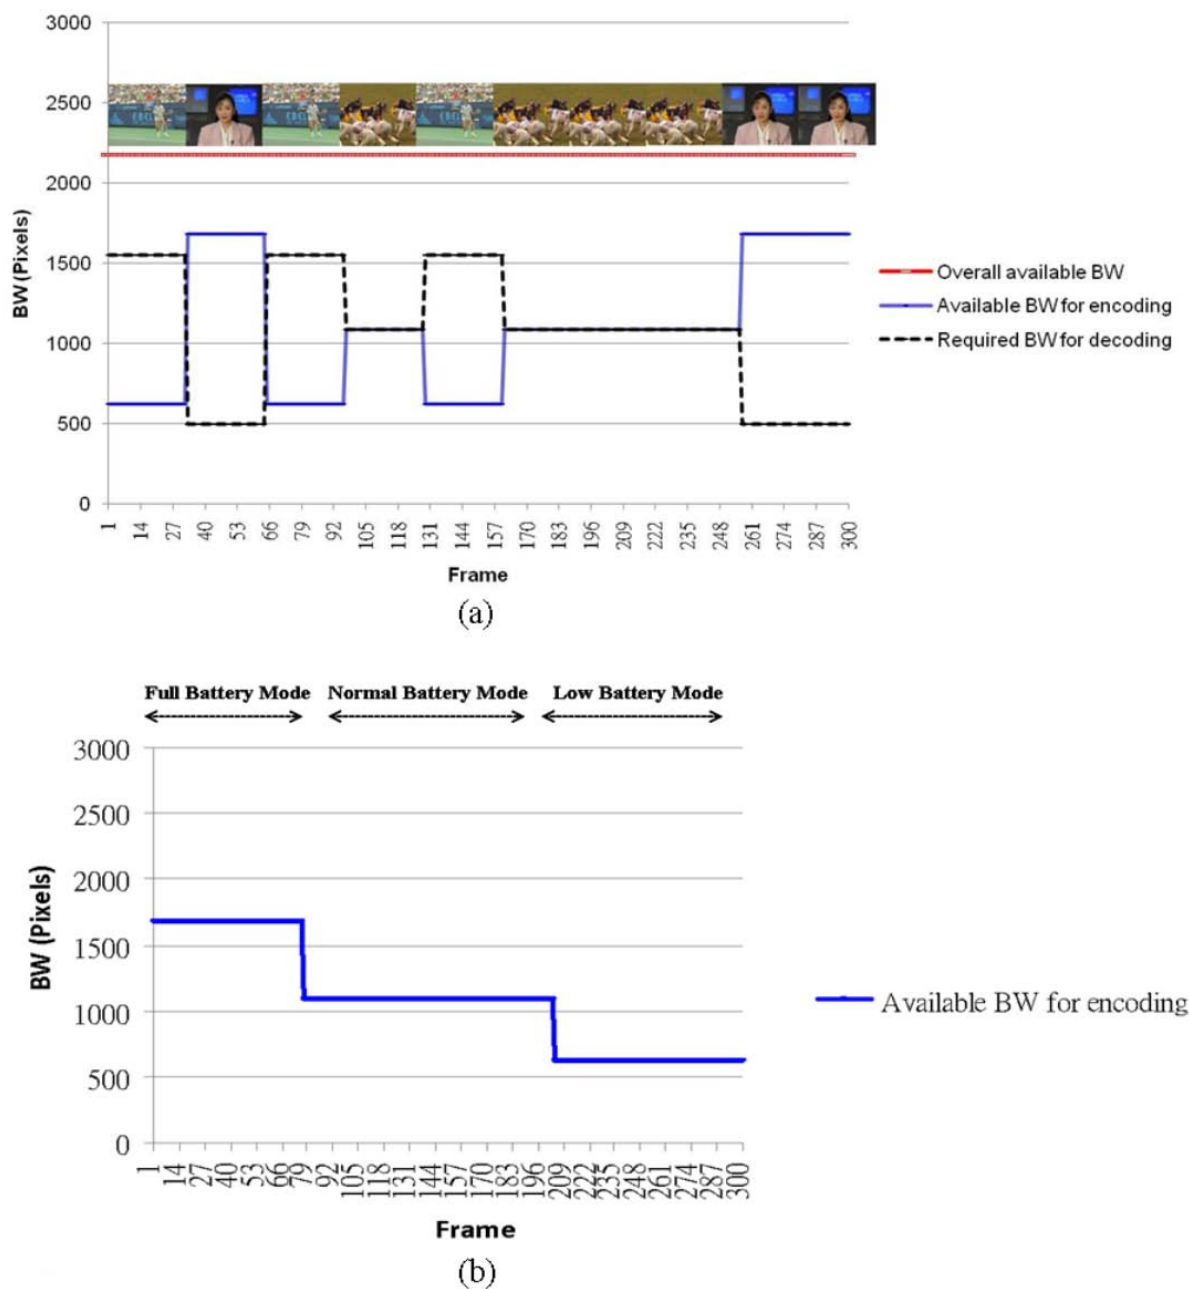 3000
2500
2000
1500
1000
500
0
BW (Pixels)
Overall available BW
Available BW for encoding
Required BW for decoding
1 14 27 40 53 66 79 92 105 118 131 144 157 170 183 196 209 222 235 248 261 274 287 300
Frame
(a)
Full Battery Mode Normal Battery Mode Low Battery Mode
3000
2500
2000
1500
1000
500
0
BW (Pixels)
Available BW for encoding
1 14 27 40 53 66 79 92 105 118 131 144 157 170 183 196 209 222 235 248 261 274 287 300
Frame
(b)